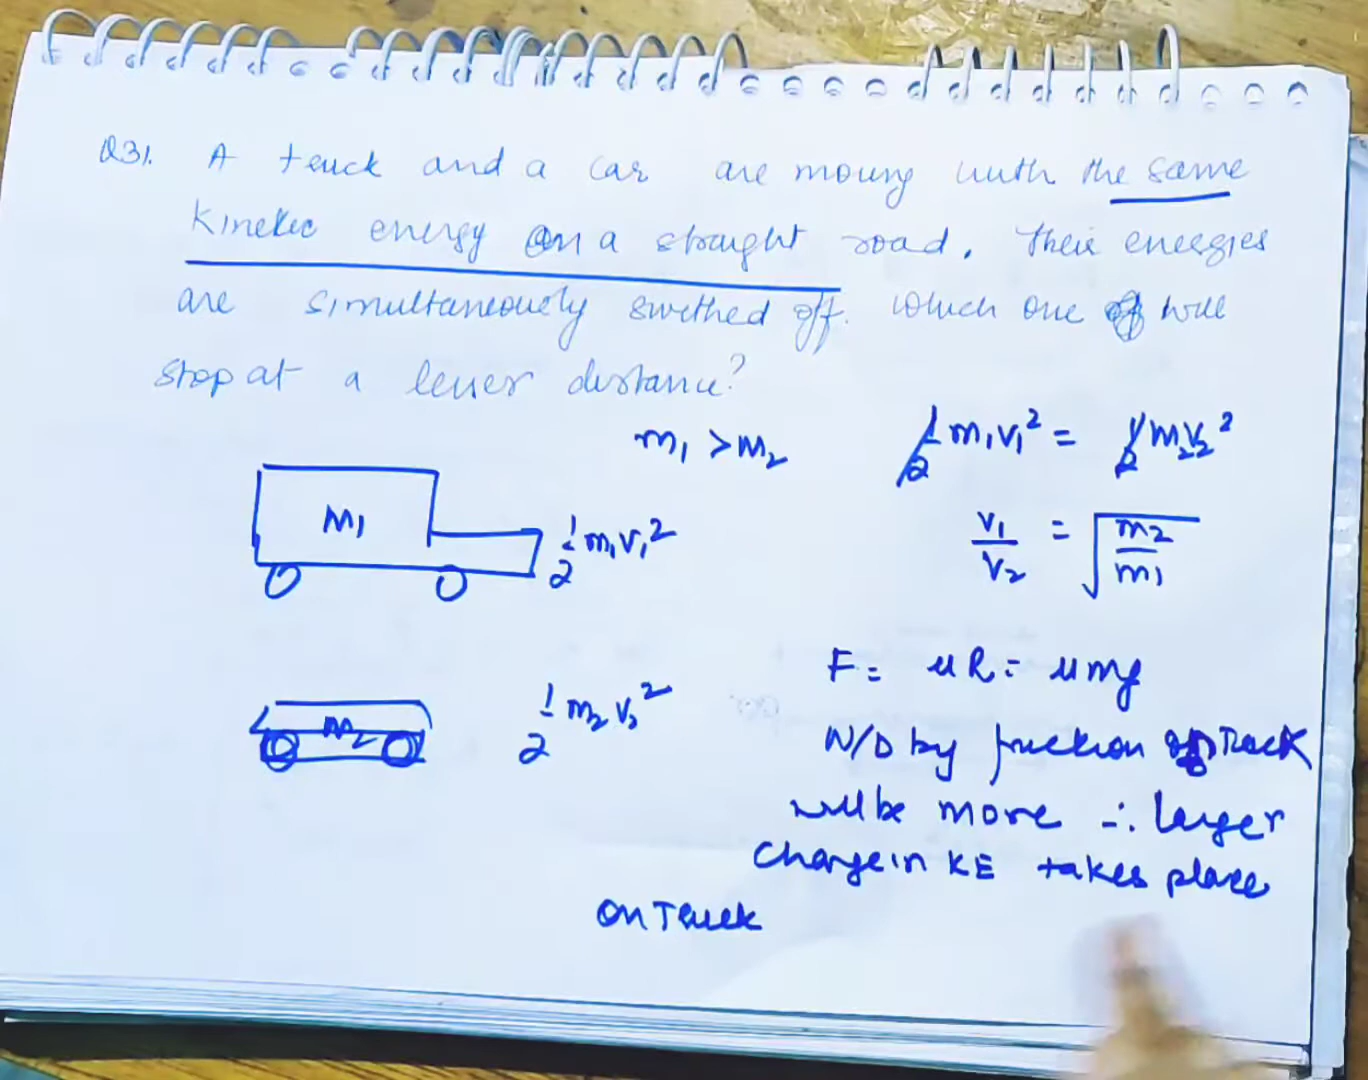 Q31. A truck and a car are moving with the same
Kinetic energy on a straight road. Their energies
are simultaneously swithed off. which one will
stop at a lesser distance?
m₁ > m₂
1/2 m₁v₁² = 1/2 m₂v₂²
M₁
1/2 m₁v₁²
v₁/v₂ = √(m₂/m₁)
F = μR = μmg
M₂
1/2 m₂v₂²
W/D by friction on Truck
will be more ∴ larger
change in KE takes place
on Truck